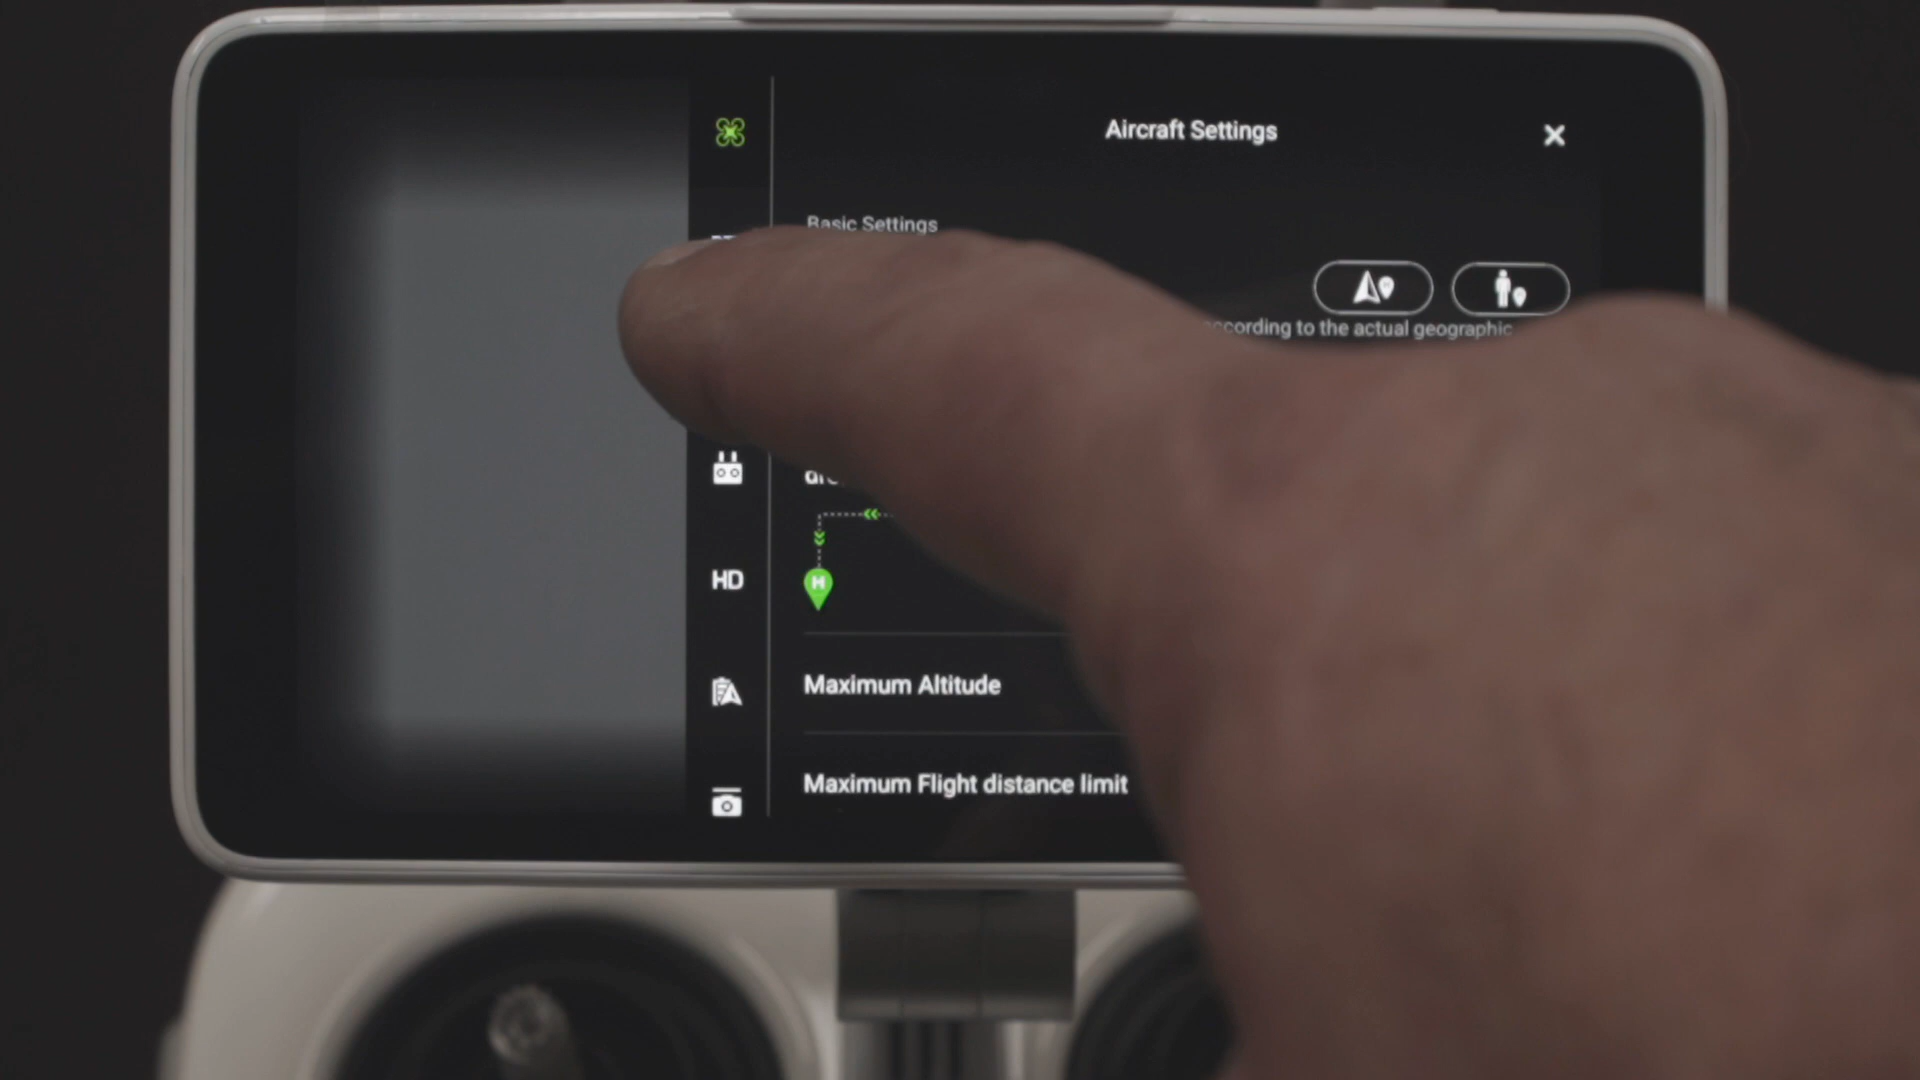 Aircraft Settings
Basic Settings
according to the actual geographic
H
HD
Maximum Altitude
Maximum Flight distance limit